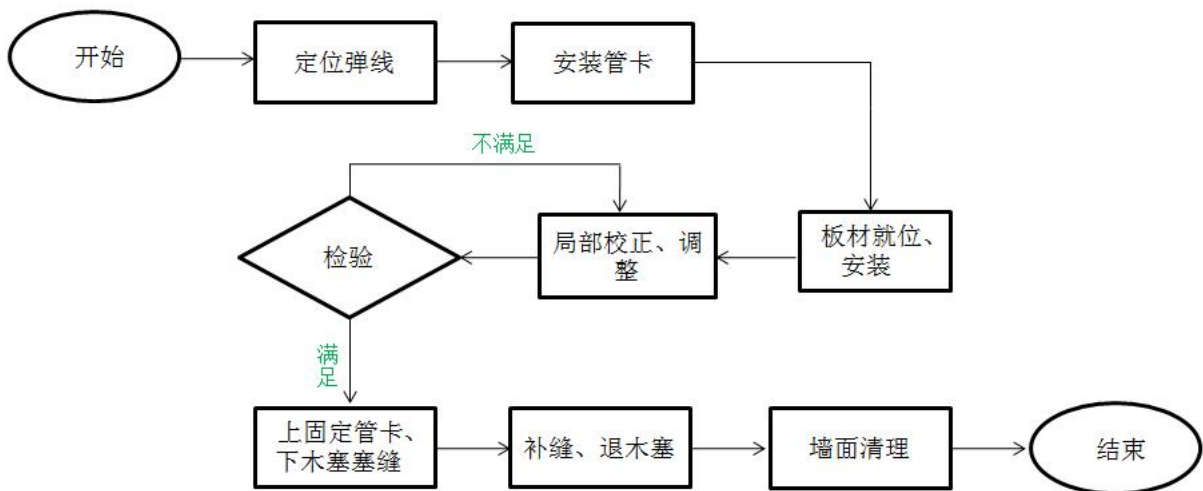 开始
定位弹线
安装管卡
不满足
检验
局部校正、调
整
板材就位、
安装
满
足
上固定管卡、
下木塞塞缝
补缝、退木塞
墙面清理
结束